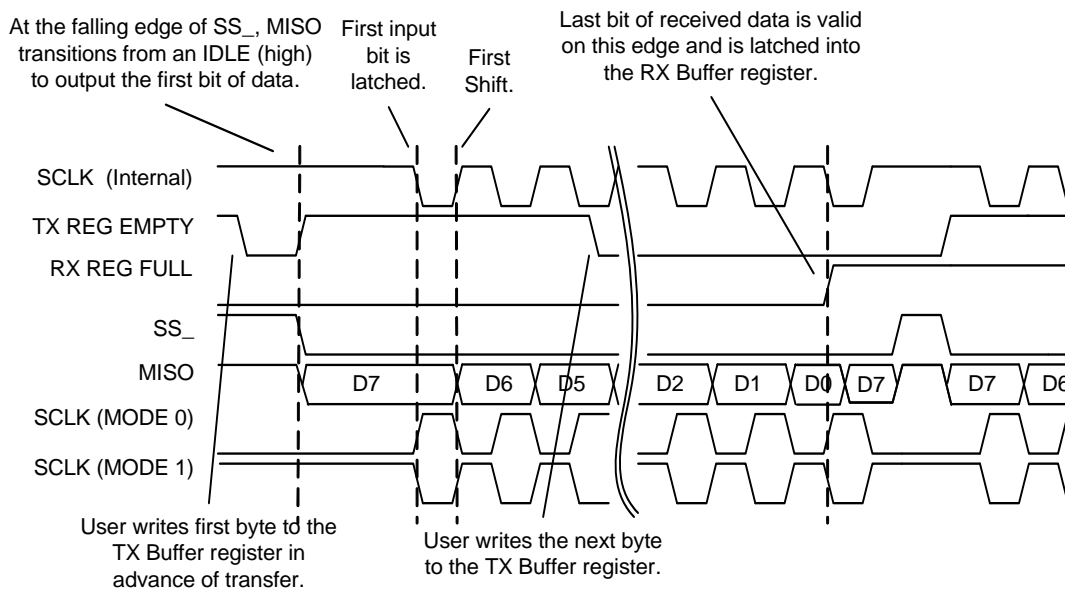 At the falling edge of SS_, MISO
transitions from an IDLE (high)
to output the first bit of data.
First input
bit is
latched.
First
Shift.
Last bit of received data is valid
on this edge and is latched into
the RX Buffer register.
SCLK (Internal)
TX REG EMPTY
RX REG FULL
SS_
MISO
D7 D6 D5 D2 D1 D0 D7 D7 D6
SCLK (MODE 0)
SCLK (MODE 1)
User writes first byte to the
TX Buffer register in
advance of transfer.
User writes the next byte
to the TX Buffer register.